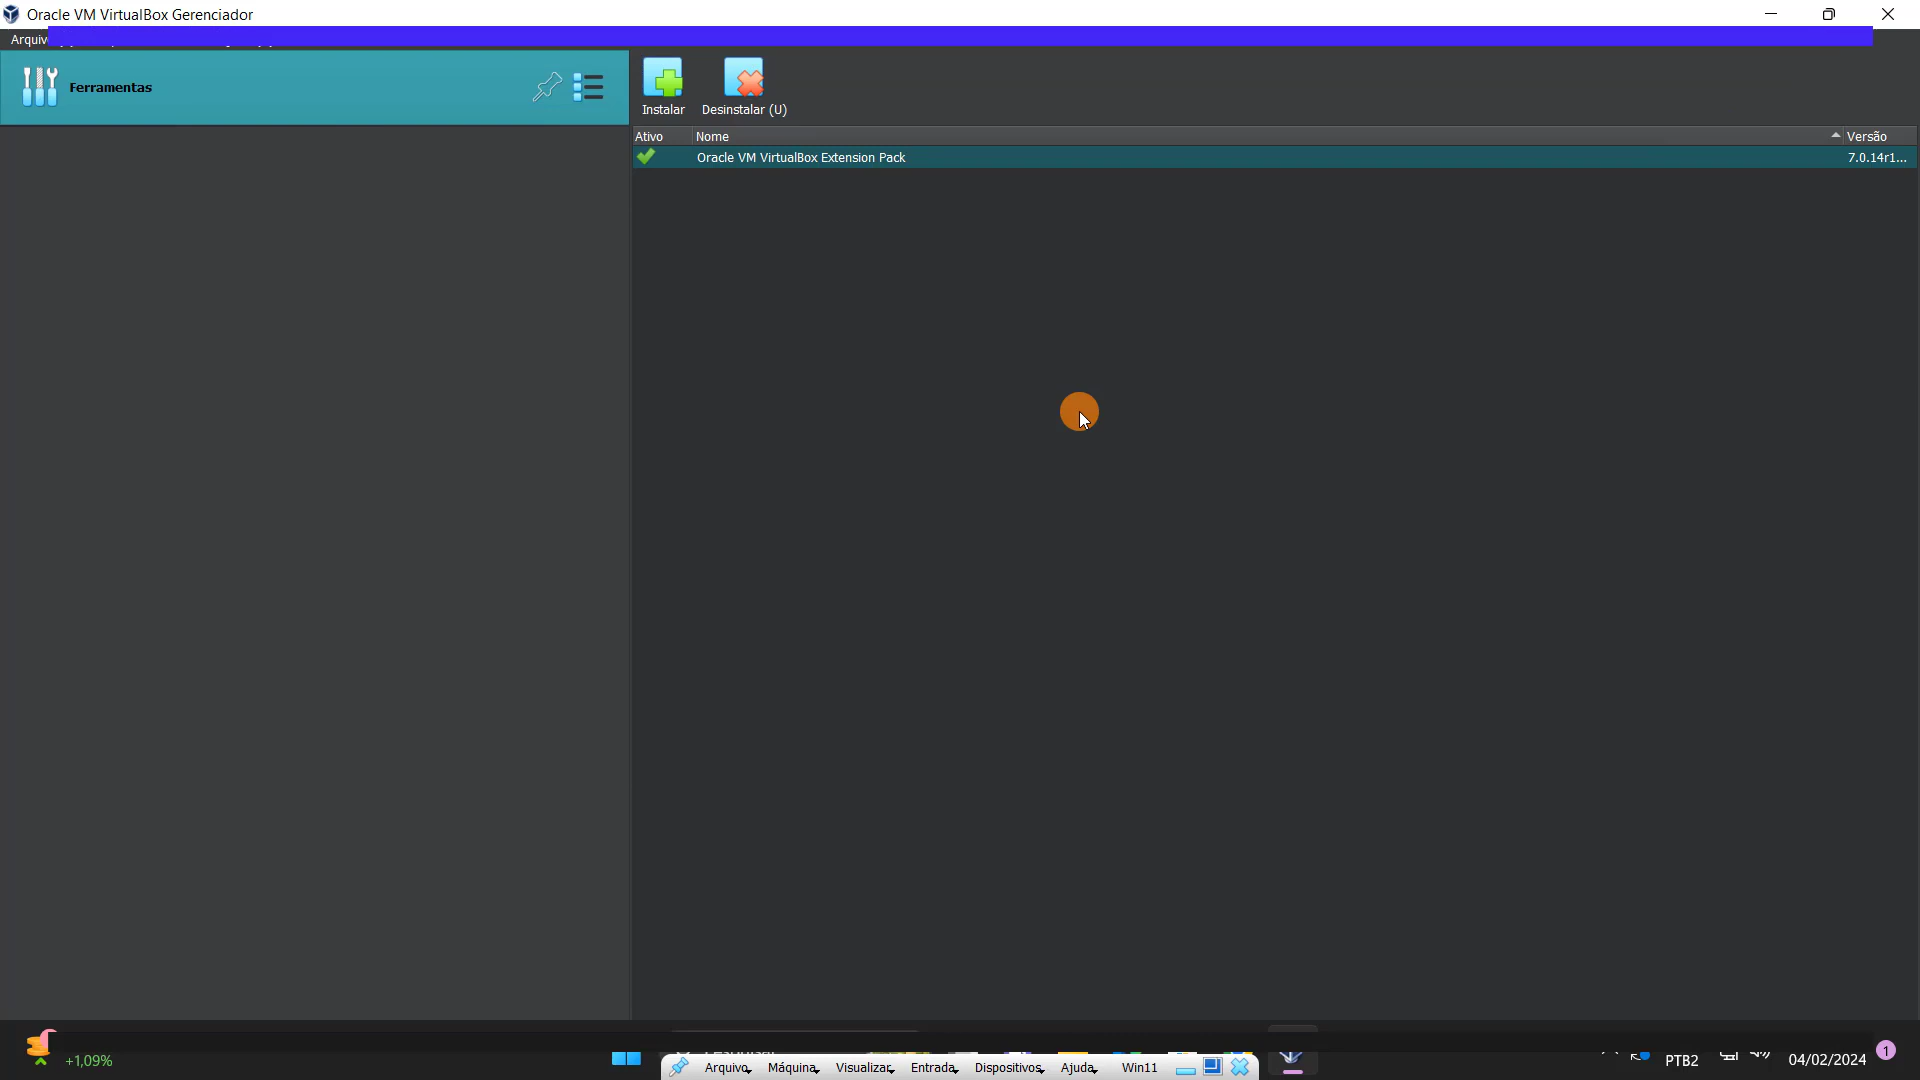 Oracle VM VirtualBox Gerenciador
Arquivo
Ferramentas
Instalar Desinstalar (U)
Ativo Nome Versão
Oracle VM VirtualBox Extension Pack 7.0.14r1...
+1,09%
PTB2 04/02/2024 1
Arquivo Máquina Visualizar Entrada Dispositivos Ajuda Win11